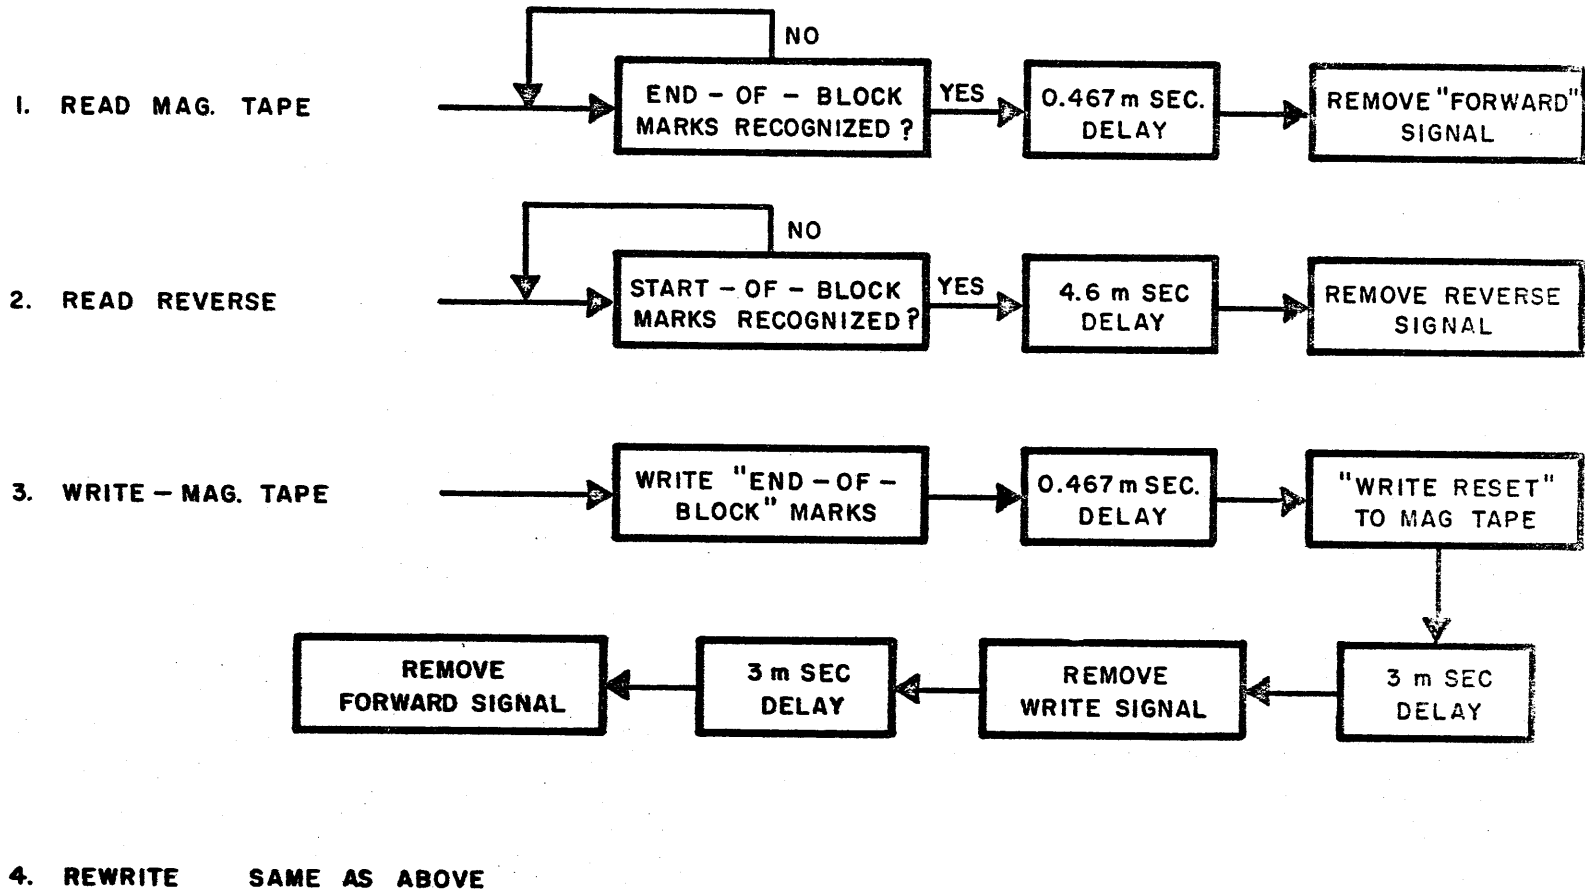 NO
1. READ MAG. TAPE
END-OF-BLOCK
MARKS RECOGNIZED?
YES
0.467 m SEC.
DELAY
REMOVE "FORWARD"
SIGNAL
NO
2. READ REVERSE
START-OF-BLOCK
MARKS RECOGNIZED?
YES
4.6 m SEC
DELAY
REMOVE REVERSE
SIGNAL
3. WRITE-MAG. TAPE
WRITE "END-OF-
BLOCK" MARKS
0.467 m SEC.
DELAY
"WRITE RESET"
TO MAG TAPE
REMOVE
FORWARD SIGNAL
3 m SEC
DELAY
REMOVE
WRITE SIGNAL
3 m SEC
DELAY
4. REWRITE SAME AS ABOVE